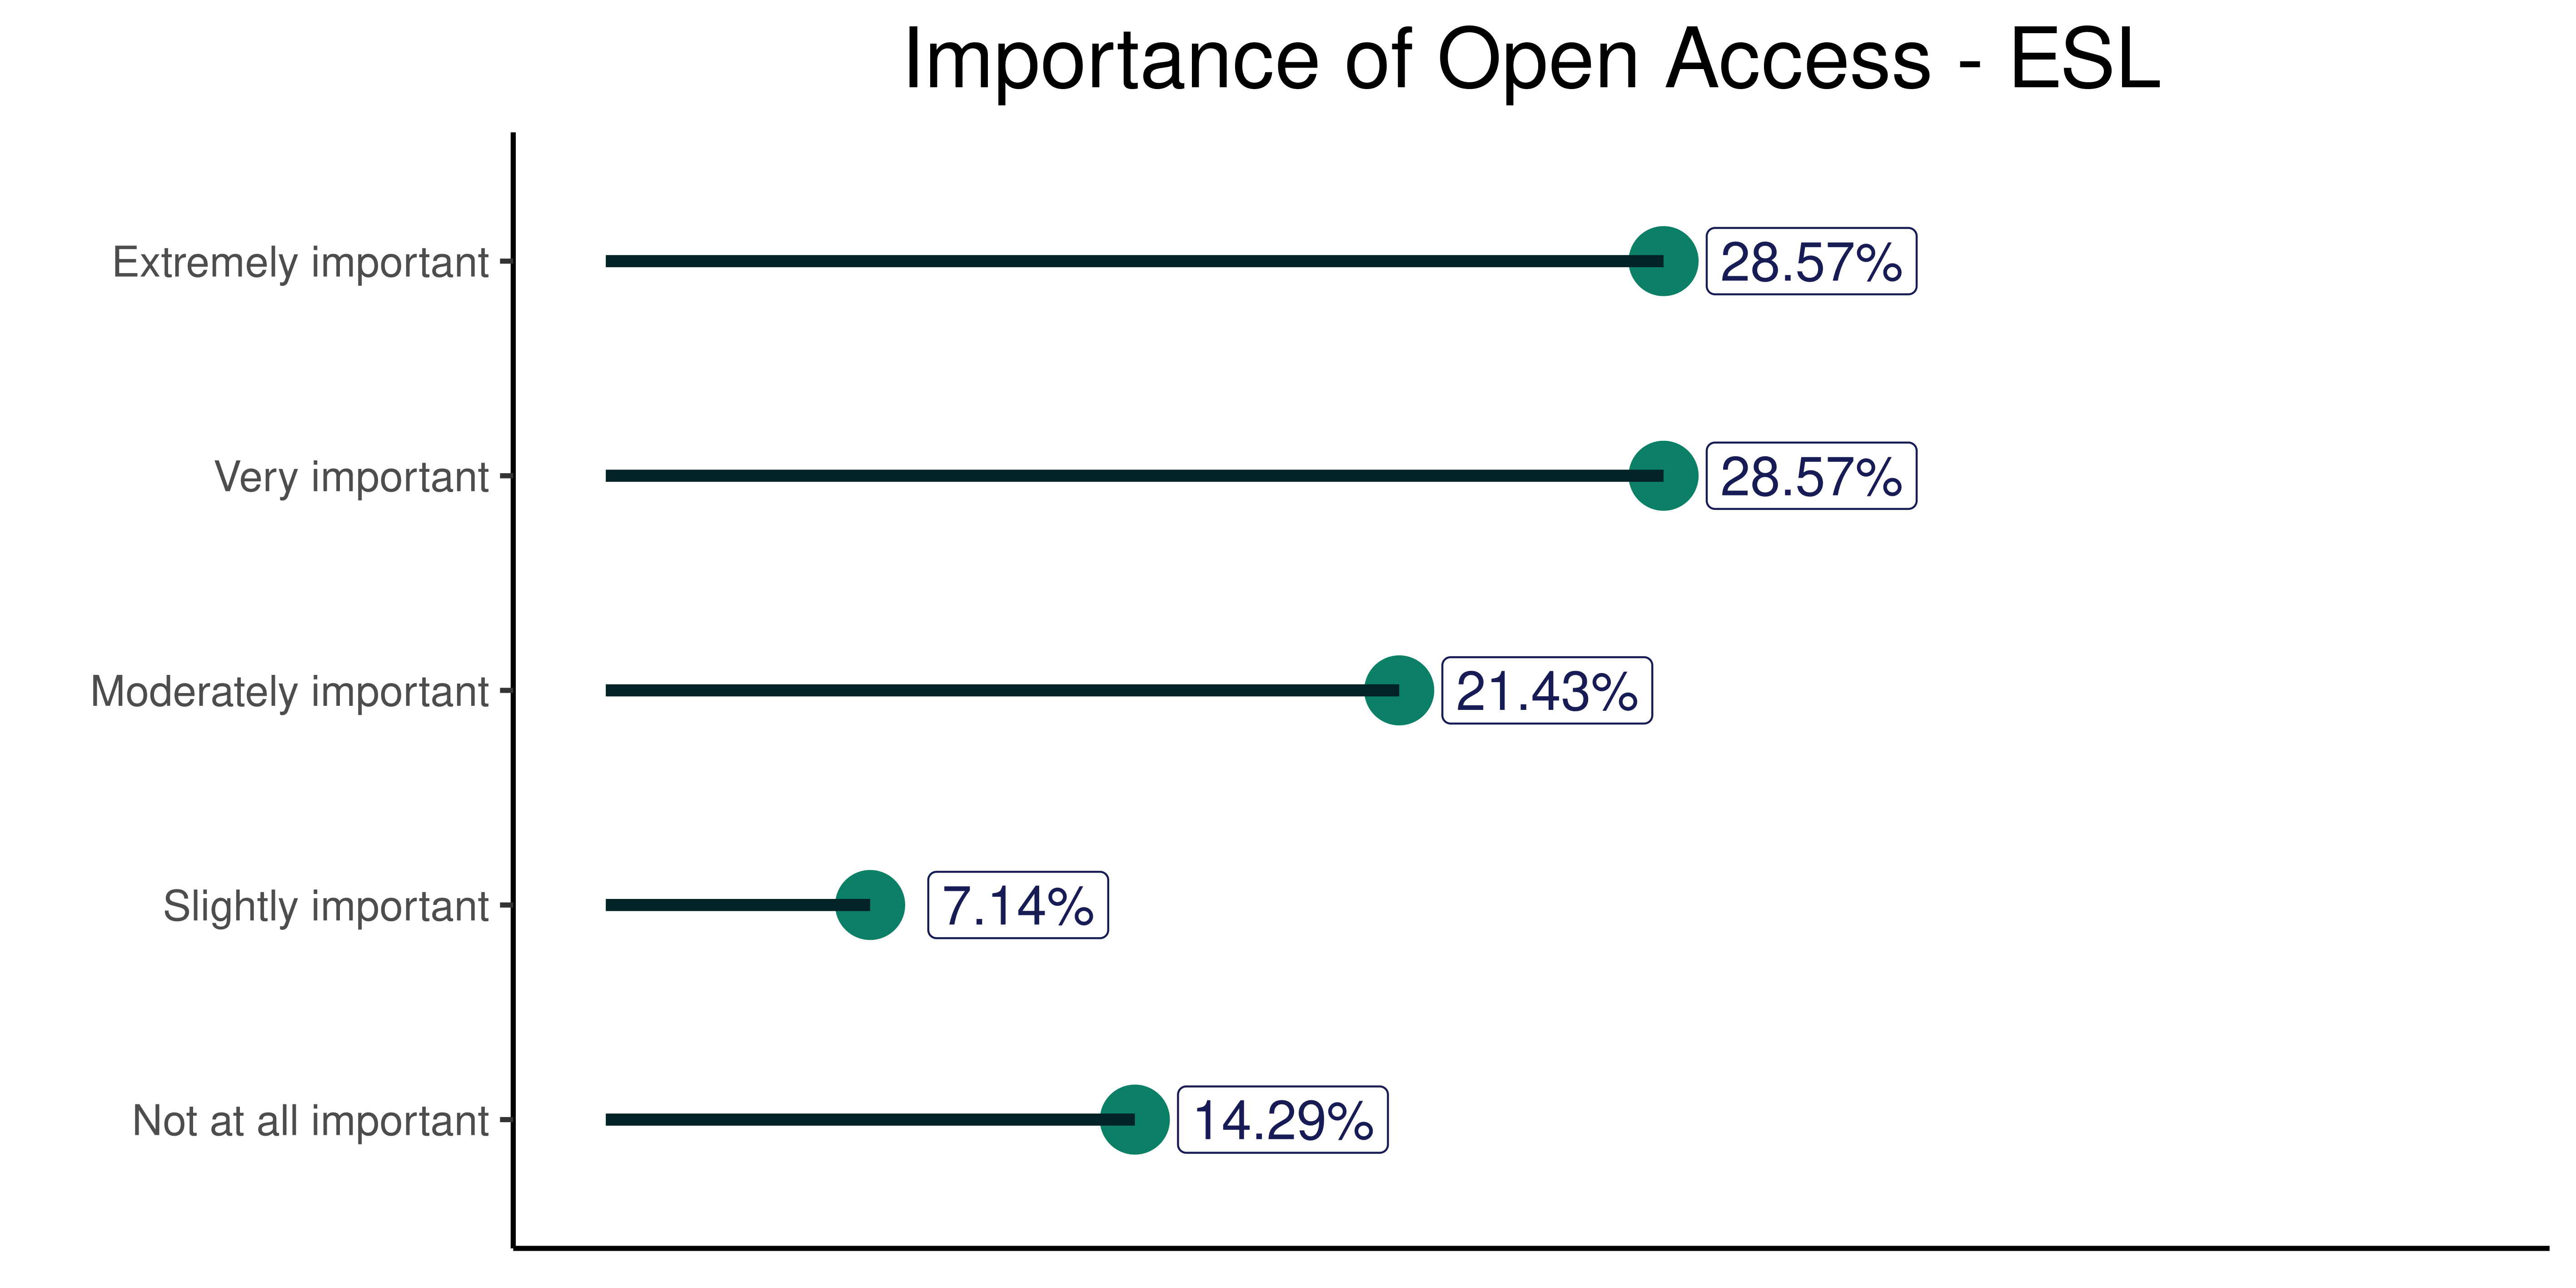 Importance of Open Access - ESL
Extremely important
28.57%
Very important
28.57%
Moderately important
21.43%
Slightly important
7.14%
Not at all important
14.29%